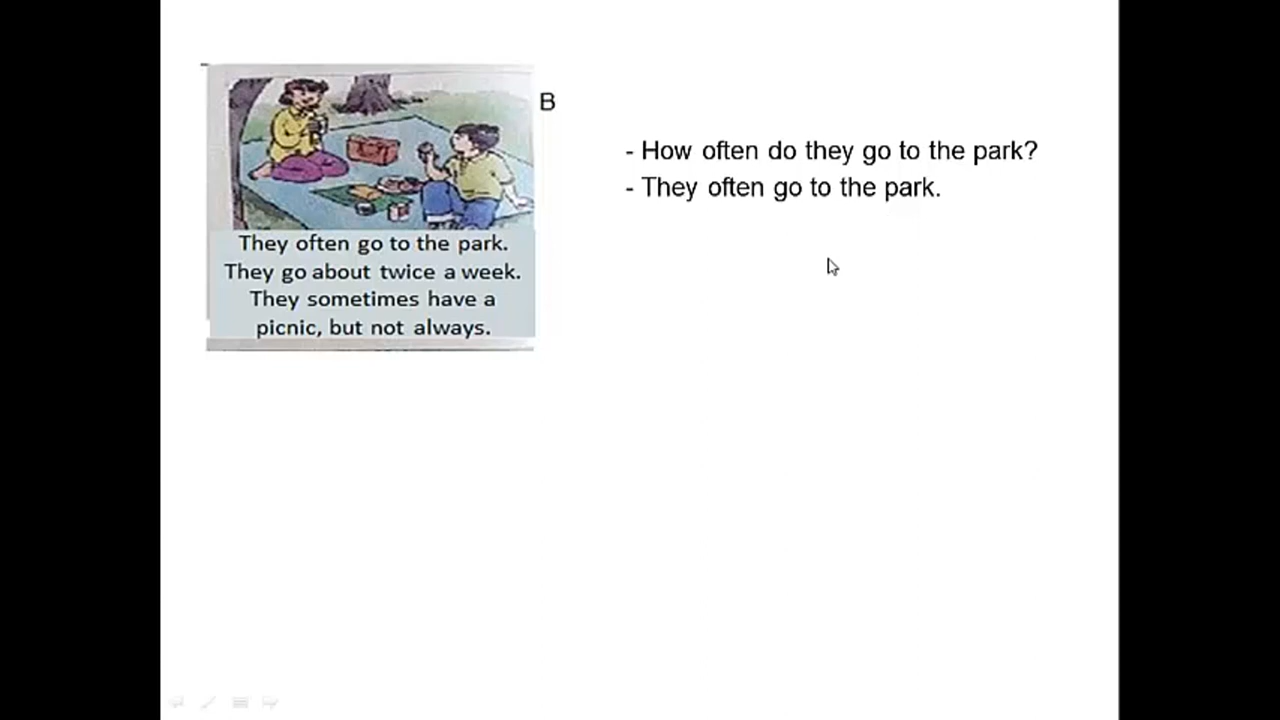 B
- How often do they go to the park?
- They often go to the park.
They often go to the park.
They go about twice a week.
They sometimes have a
picnic, but not always.